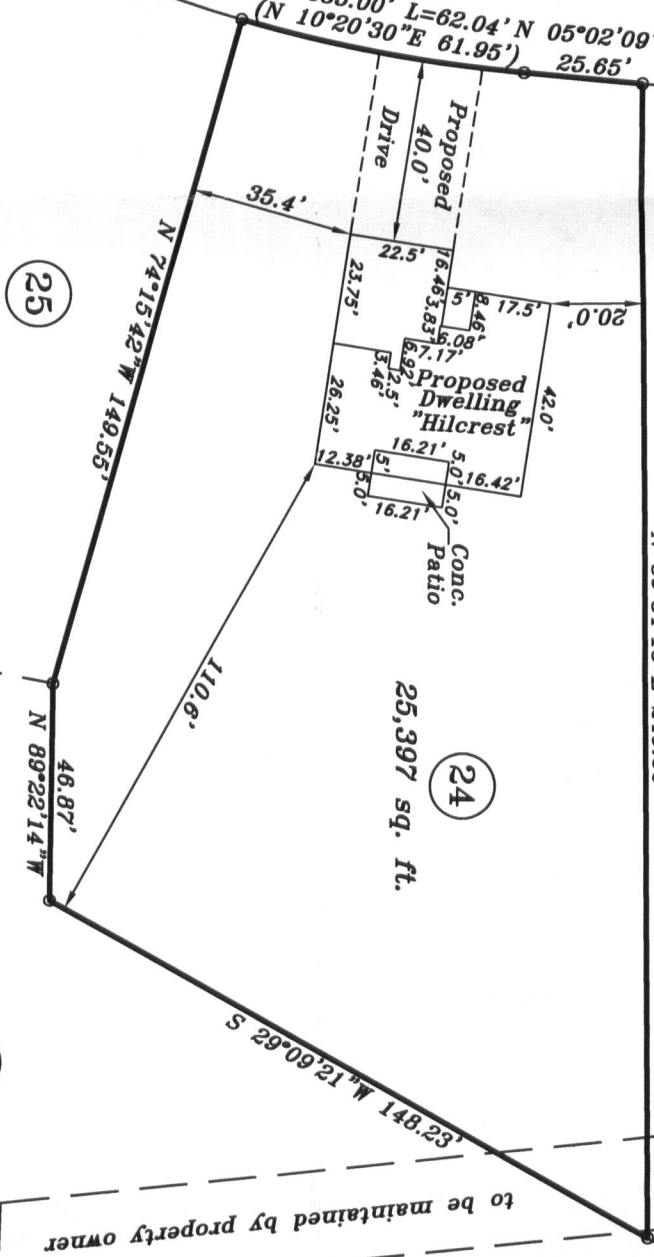 L=62.04' N 05°02'09"
(N 10°20'30"E 61.95')
25.65'
Proposed
40.0'
Drive
35.4'
22.5'
23.75'
16.46'
3.83'
5'
8.46'
17.5'
20.0'
6.08'
7.17'
6.92'
2.5'
3.46'
26.25'
Proposed
Dwelling
"Hilcrest"
42.0'
12.38'
16.21'
5'
5.0'
5.0'
16.42'
5.0'
16.21'
Conc.
Patio
N 74°15'42"W 149.55'
25
110.6'
24
25,397 sq. ft.
46.87'
N 89°22'14"W
S 29°09'21"W 148.23'
to be maintained by property owner